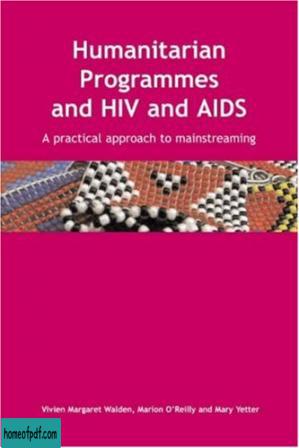 Humanitarian
Programmes
and HIV and AIDS
A practical approach to mainstreaming
Vivien Margaret Walden, Marion O'Reilly and Mary Yetter
homeofpdf.com